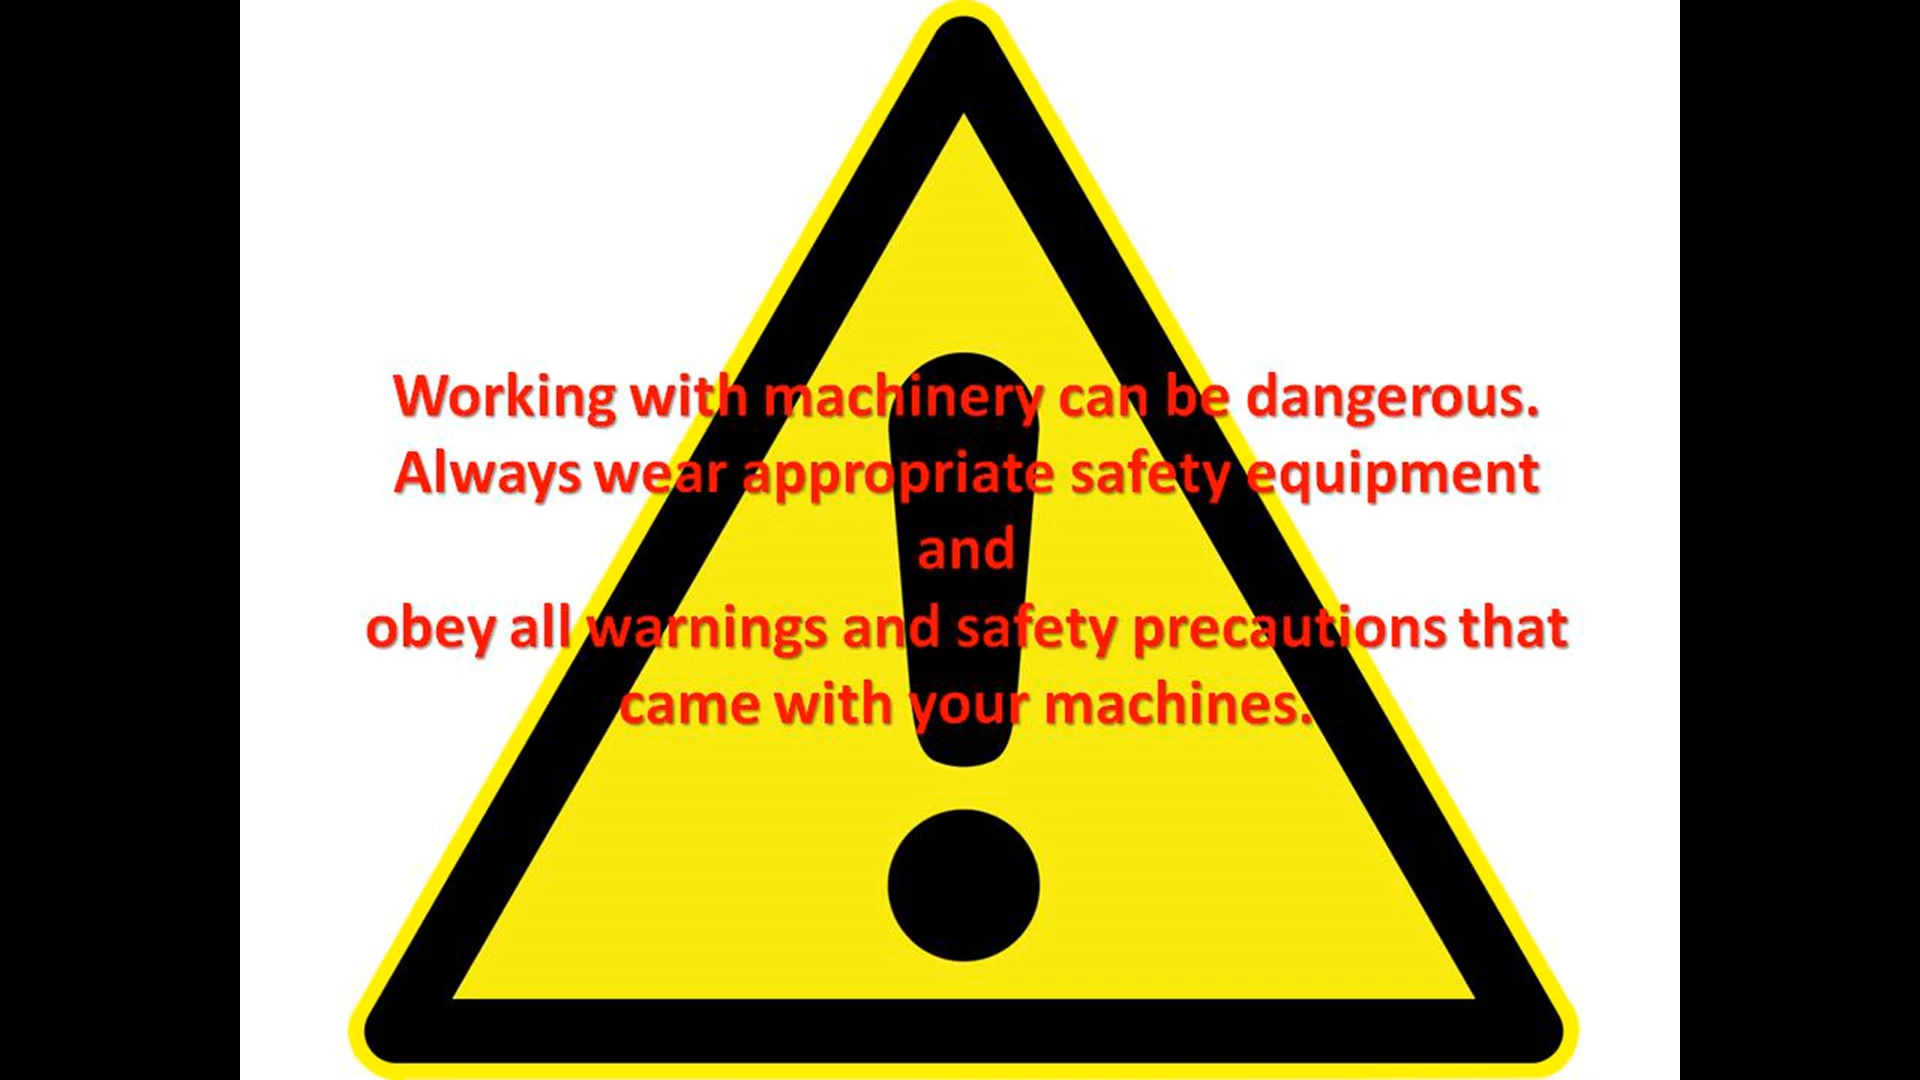 Working with machinery can be dangerous.
Always wear appropriate safety equipment
and
obey all warnings and safety precautions that
came with your machines.